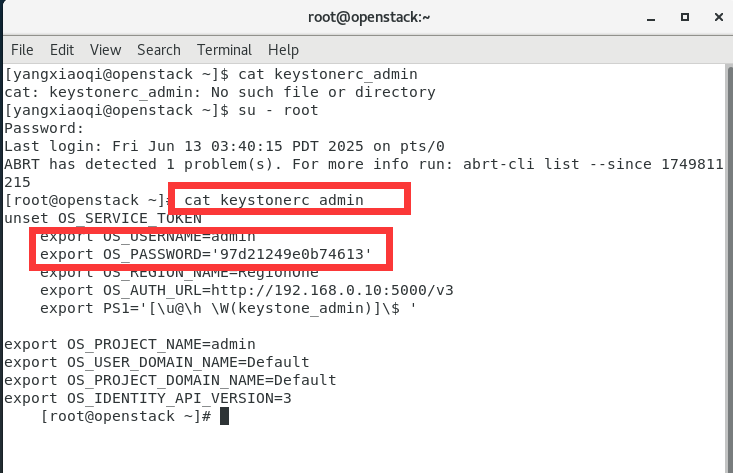 root@openstack:~
File Edit View Search Terminal Help
[yangxiaoqi@openstack ~]$ cat keystonerc_admin
cat: keystonerc_admin: No such file or directory
[yangxiaoqi@openstack ~]$ su - root
Password:
Last login: Fri Jun 13 03:40:15 PDT 2025 on pts/0
ABRT has detected 1 problem(s). For more info run: abrt-cli list --since 1749811
215
[root@openstack ~]# cat keystonerc admin
unset OS_SERVICE_TOKEN
export OS_USERNAME=admin
export OS_PASSWORD='97d21249e0b74613'
export OS_REGION_NAME=RegionOne
export OS_AUTH_URL=http://192.168.0.10:5000/v3
export PS1='[\u@\h \W(keystone_admin)]\$ '
export OS_PROJECT_NAME=admin
export OS_USER_DOMAIN_NAME=Default
export OS_PROJECT_DOMAIN_NAME=Default
export OS_IDENTITY_API_VERSION=3
[root@openstack ~]#